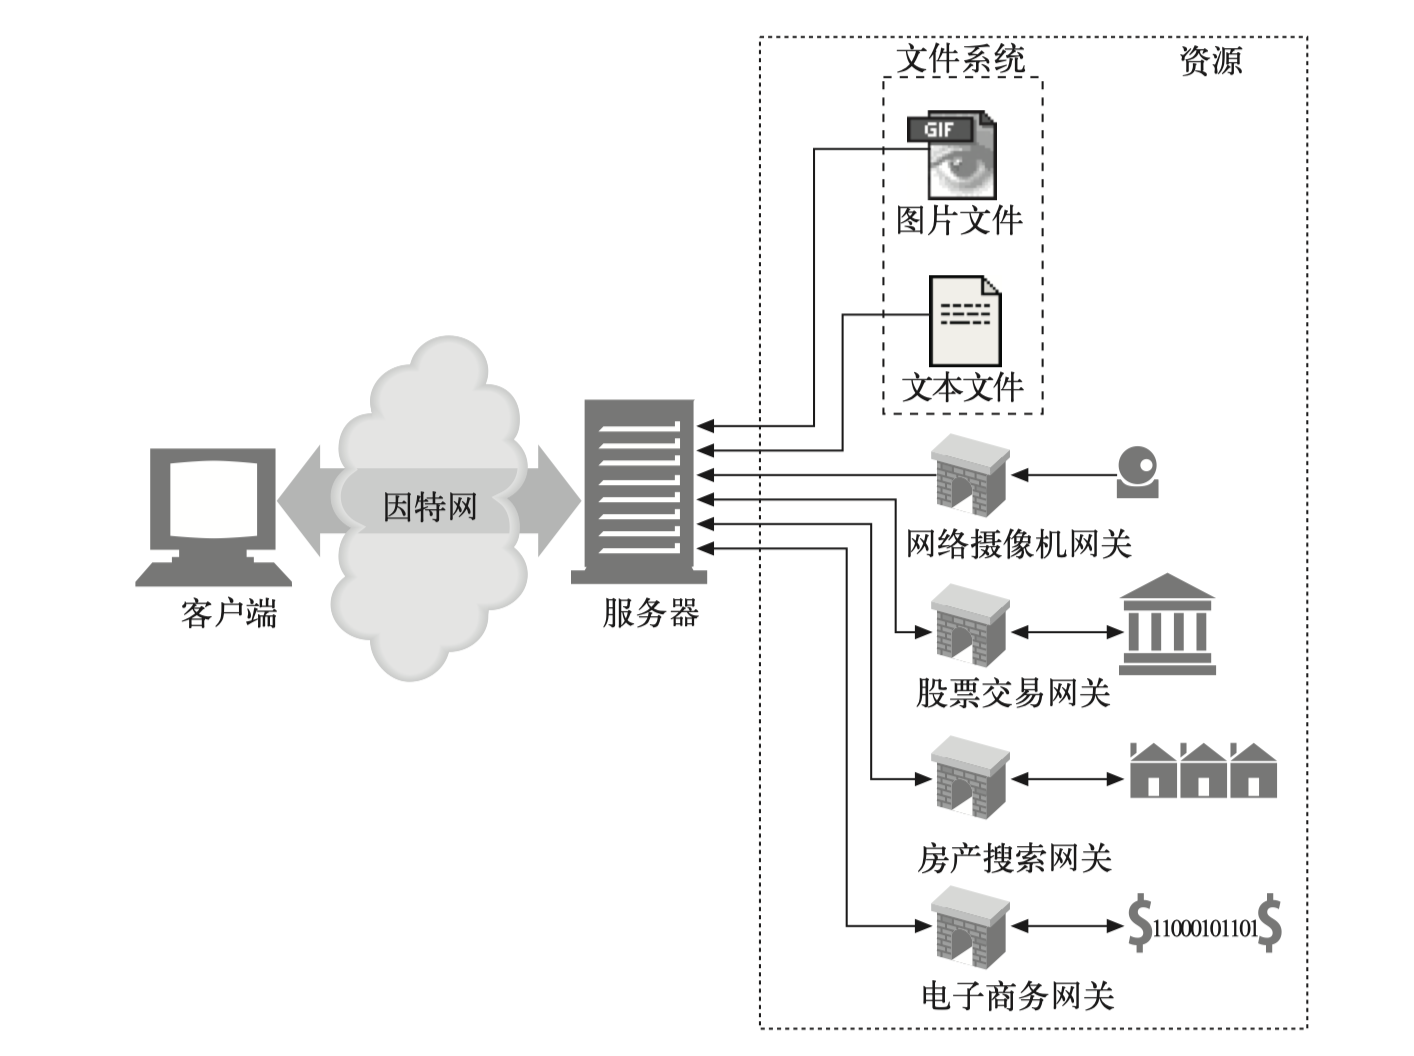 文件系统
资源
GIF
图片文件
文本文件
因特网
客户端
服务器
网络摄像机网关
股票交易网关
房产搜索网关
$11000101101$
电子商务网关